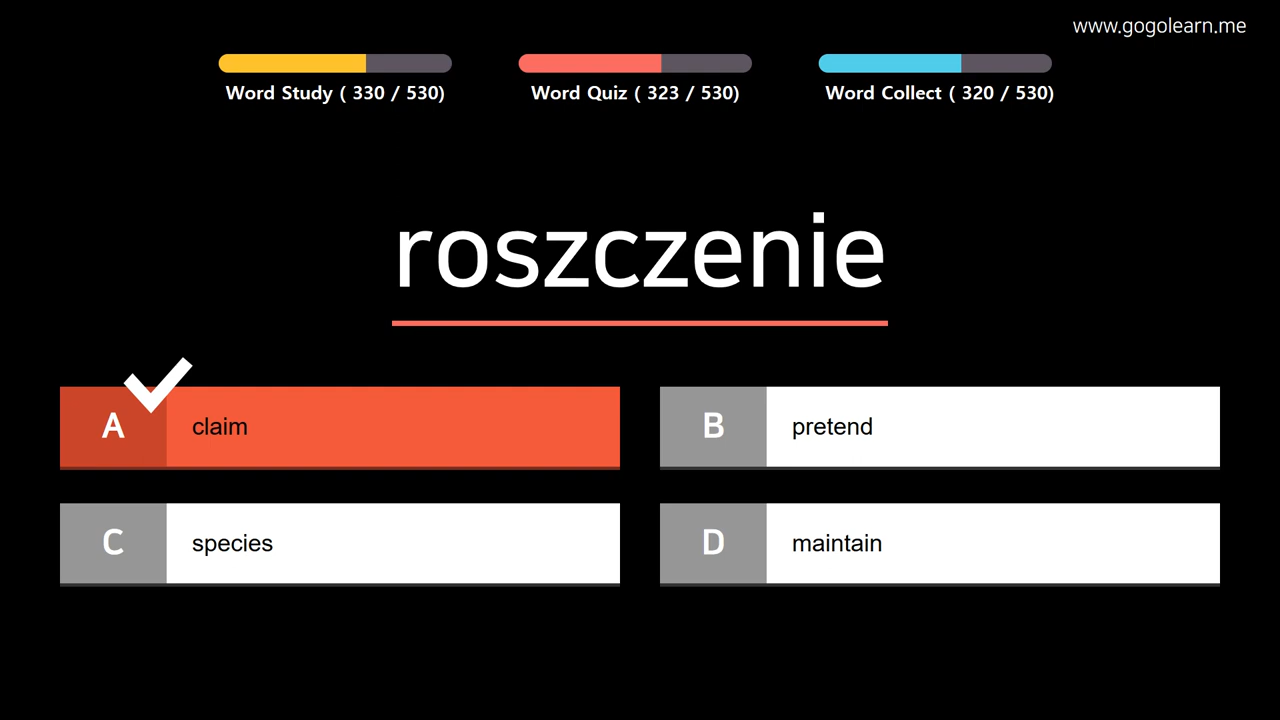 www.gogolearn.me
Word Study ( 330 / 530)
Word Quiz ( 323 / 530)
Word Collect ( 320 / 530)
roszczenie
A claim
B pretend
C species
D maintain